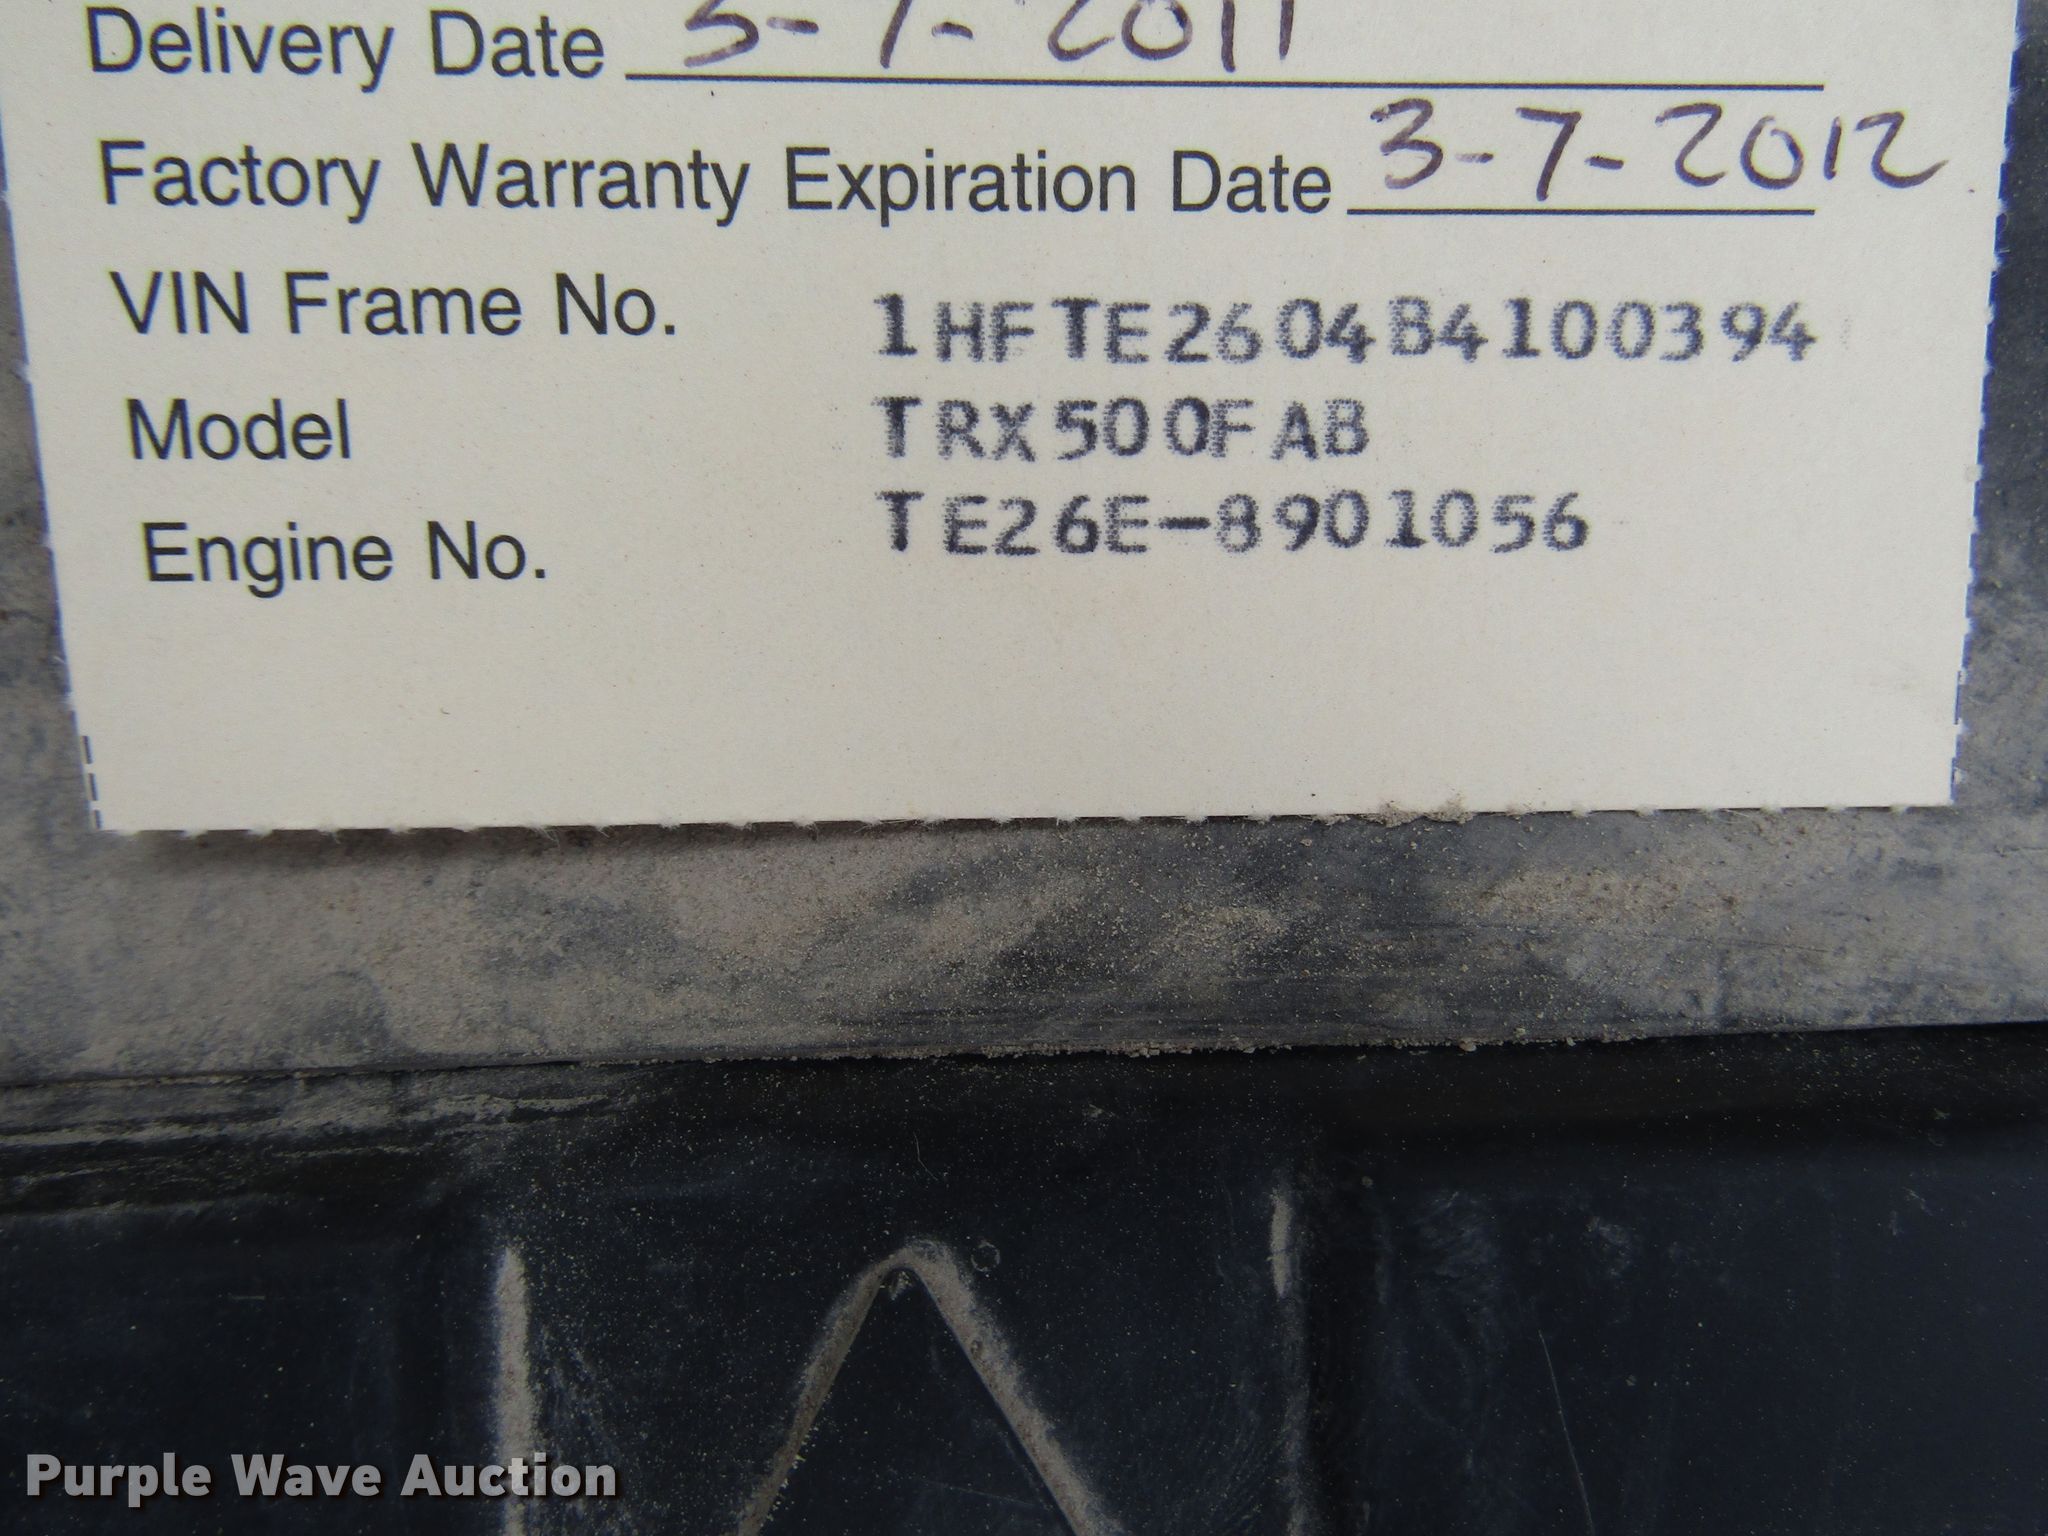 Delivery Date 3-7-2011
Factory Warranty Expiration Date 3-7-2012
VIN Frame No. 1HFTE2604B4100394
Model TRX500FAB
Engine No. TE26E-8901056
Purple Wave Auction